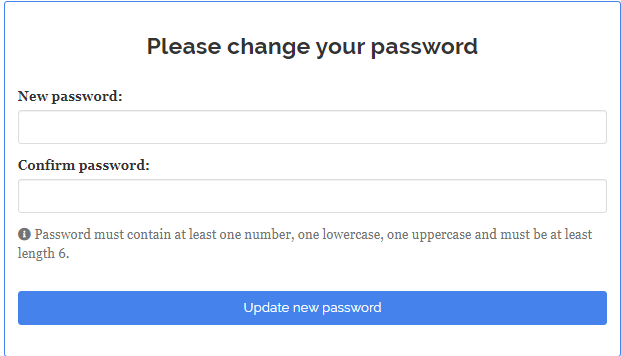 Please change your password
New password:
Confirm password:
Password must contain at least one number, one lowercase, one uppercase and must be at least
length 6.
Update new password